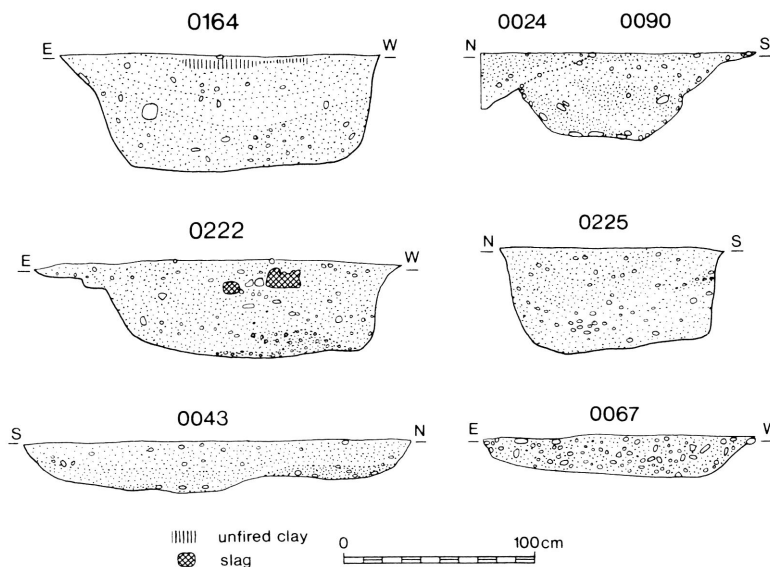 0164
E W
0024 0090
N S
0222
E W
0225
N S
0043
S N
0067
E W
unfired clay
slag
0 100cm